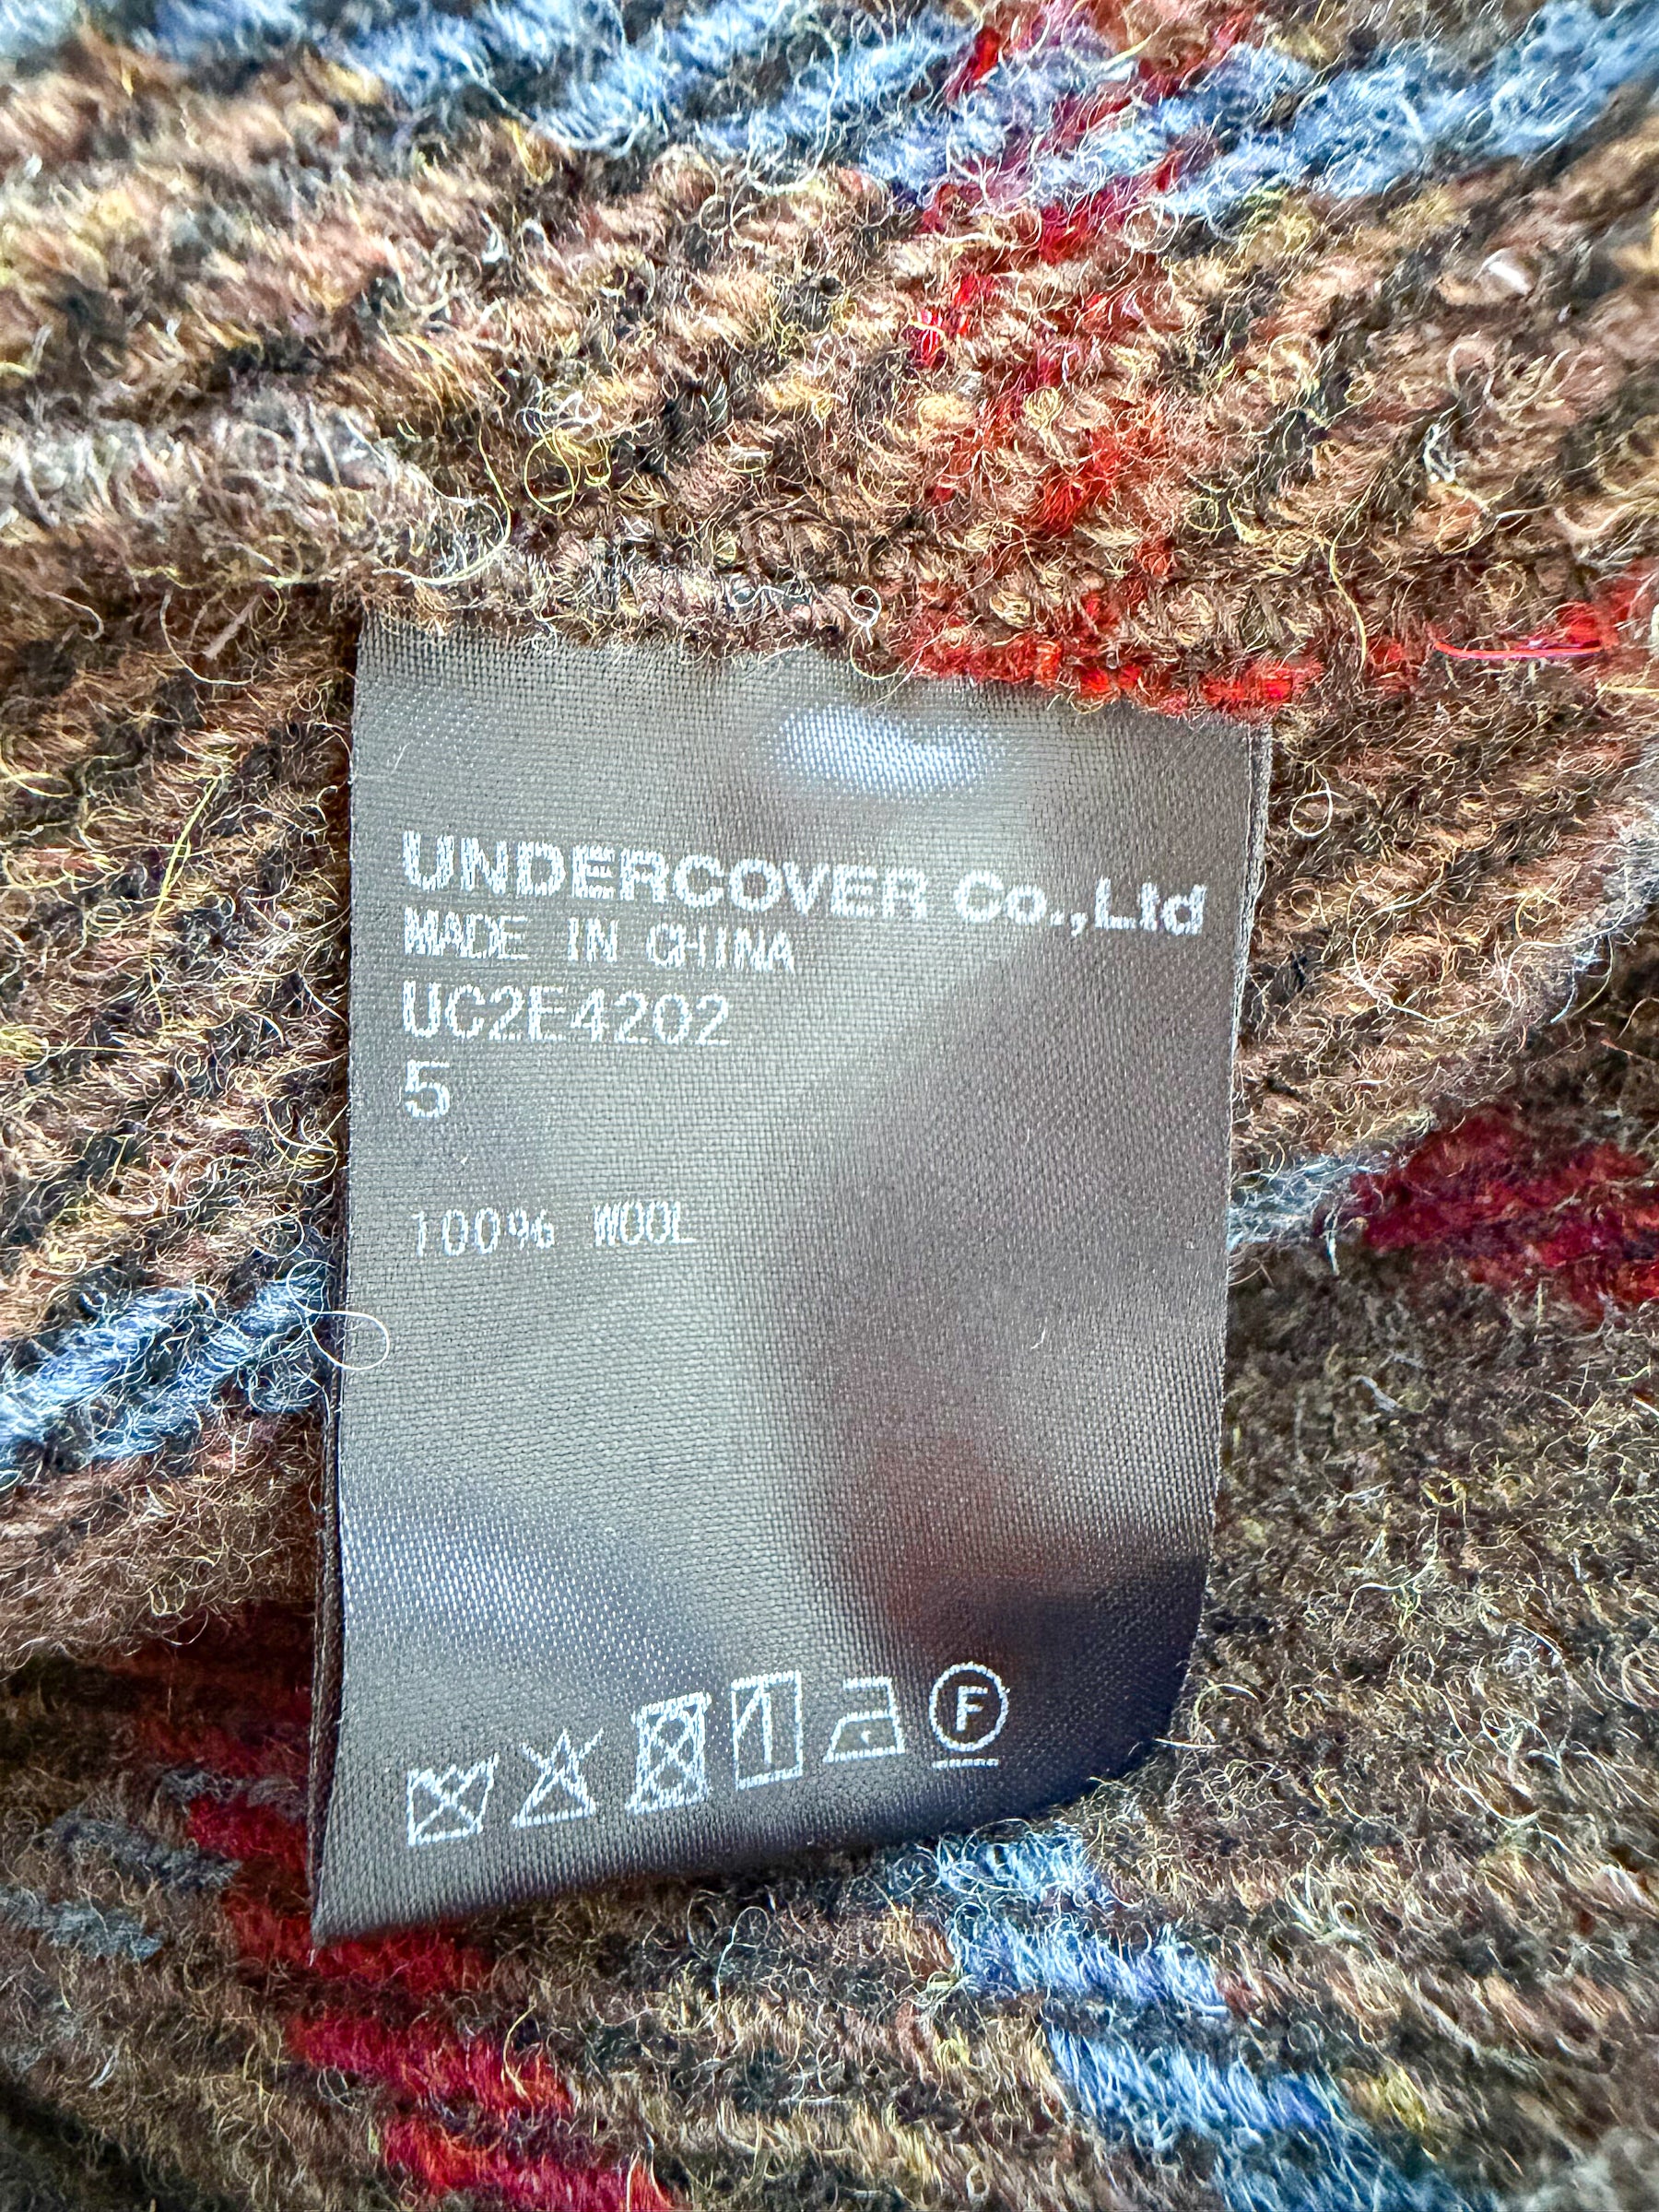 UNDERCOVER Co.,Ltd
MADE IN CHINA
UC2E4202
5
100% WOOL
F